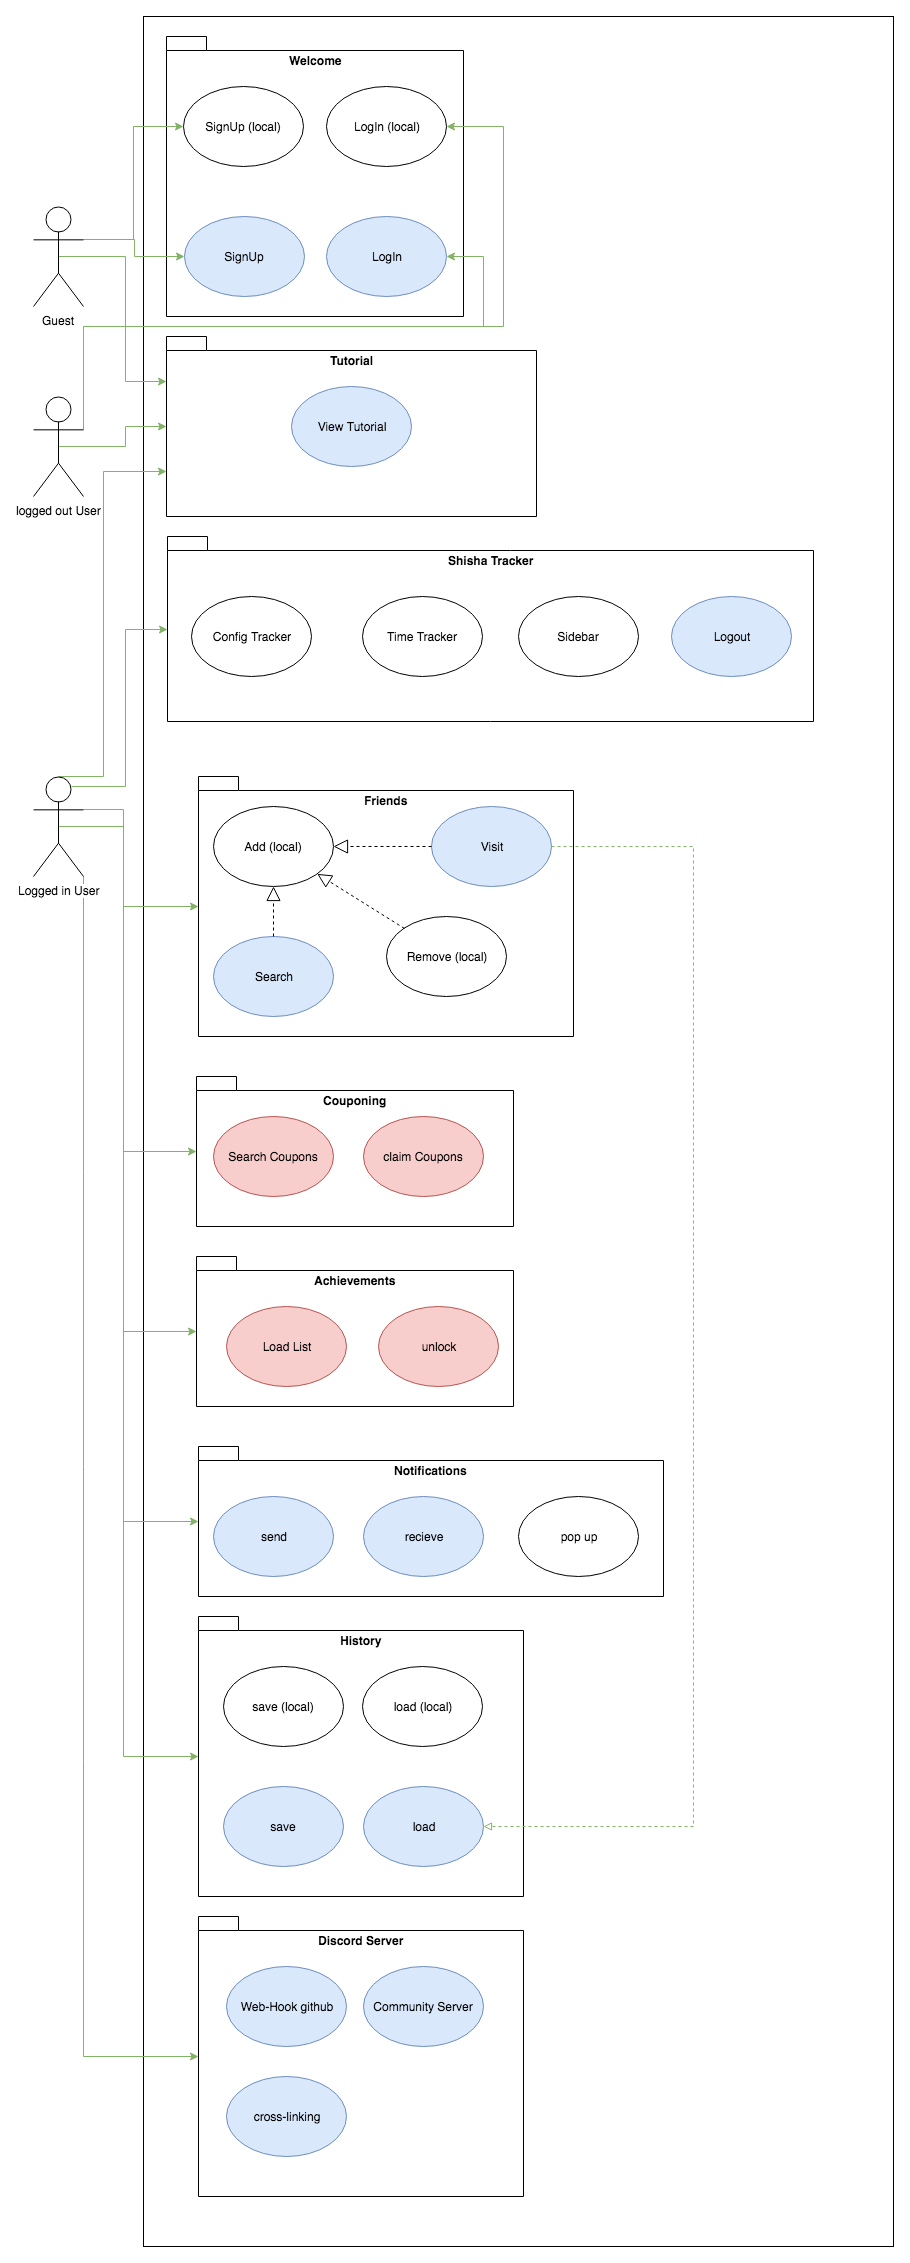 Welcome
SignUp (local)
LogIn (local)
SignUp
LogIn
Guest
Tutorial
View Tutorial
logged out User
Shisha Tracker
Config Tracker
Time Tracker
Sidebar
Logout
Friends
Add (local)
Visit
Logged in User
Remove (local)
Search
Couponing
Search Coupons
claim Coupons
Achievements
Load List
unlock
Notifications
send
recieve
pop up
History
save (local)
load (local)
save
load
Discord Server
Web-Hook github
Community Server
cross-linking